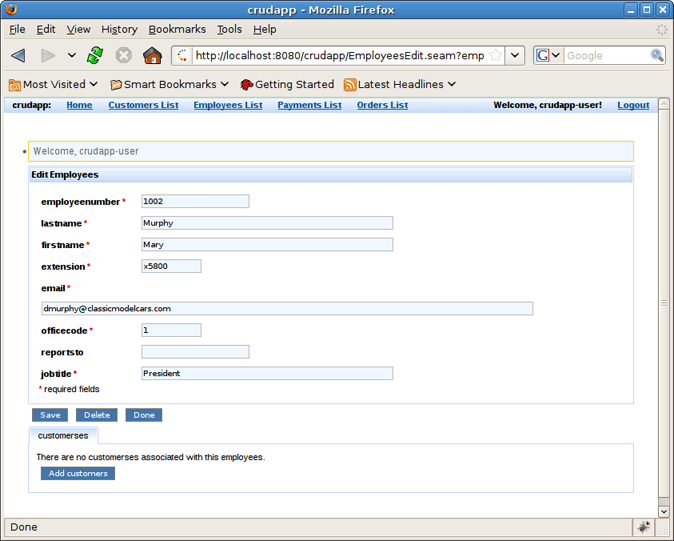 crudapp - Mozilla Firefox
File Edit View History Bookmarks Tools Help
http://localhost:8080/crudapp/EmployeesEdit.seam?emp G Google
Most Visited Smart Bookmarks Getting Started Latest Headlines
crudapp: Home Customers List Employees List Payments List Orders List Welcome, crudapp-user! Logout
• Welcome, crudapp-user
Edit Employees
employeenumber * 1002
lastname * Murphy
firstname * Mary
extension * x5800
email *
dmurphy@classicmodelcars.com
officecode * 1
reportsto
jobtitle * President
* required fields
Save Delete Done
customerses
There are no customerses associated with this employees.
Add customers
Done